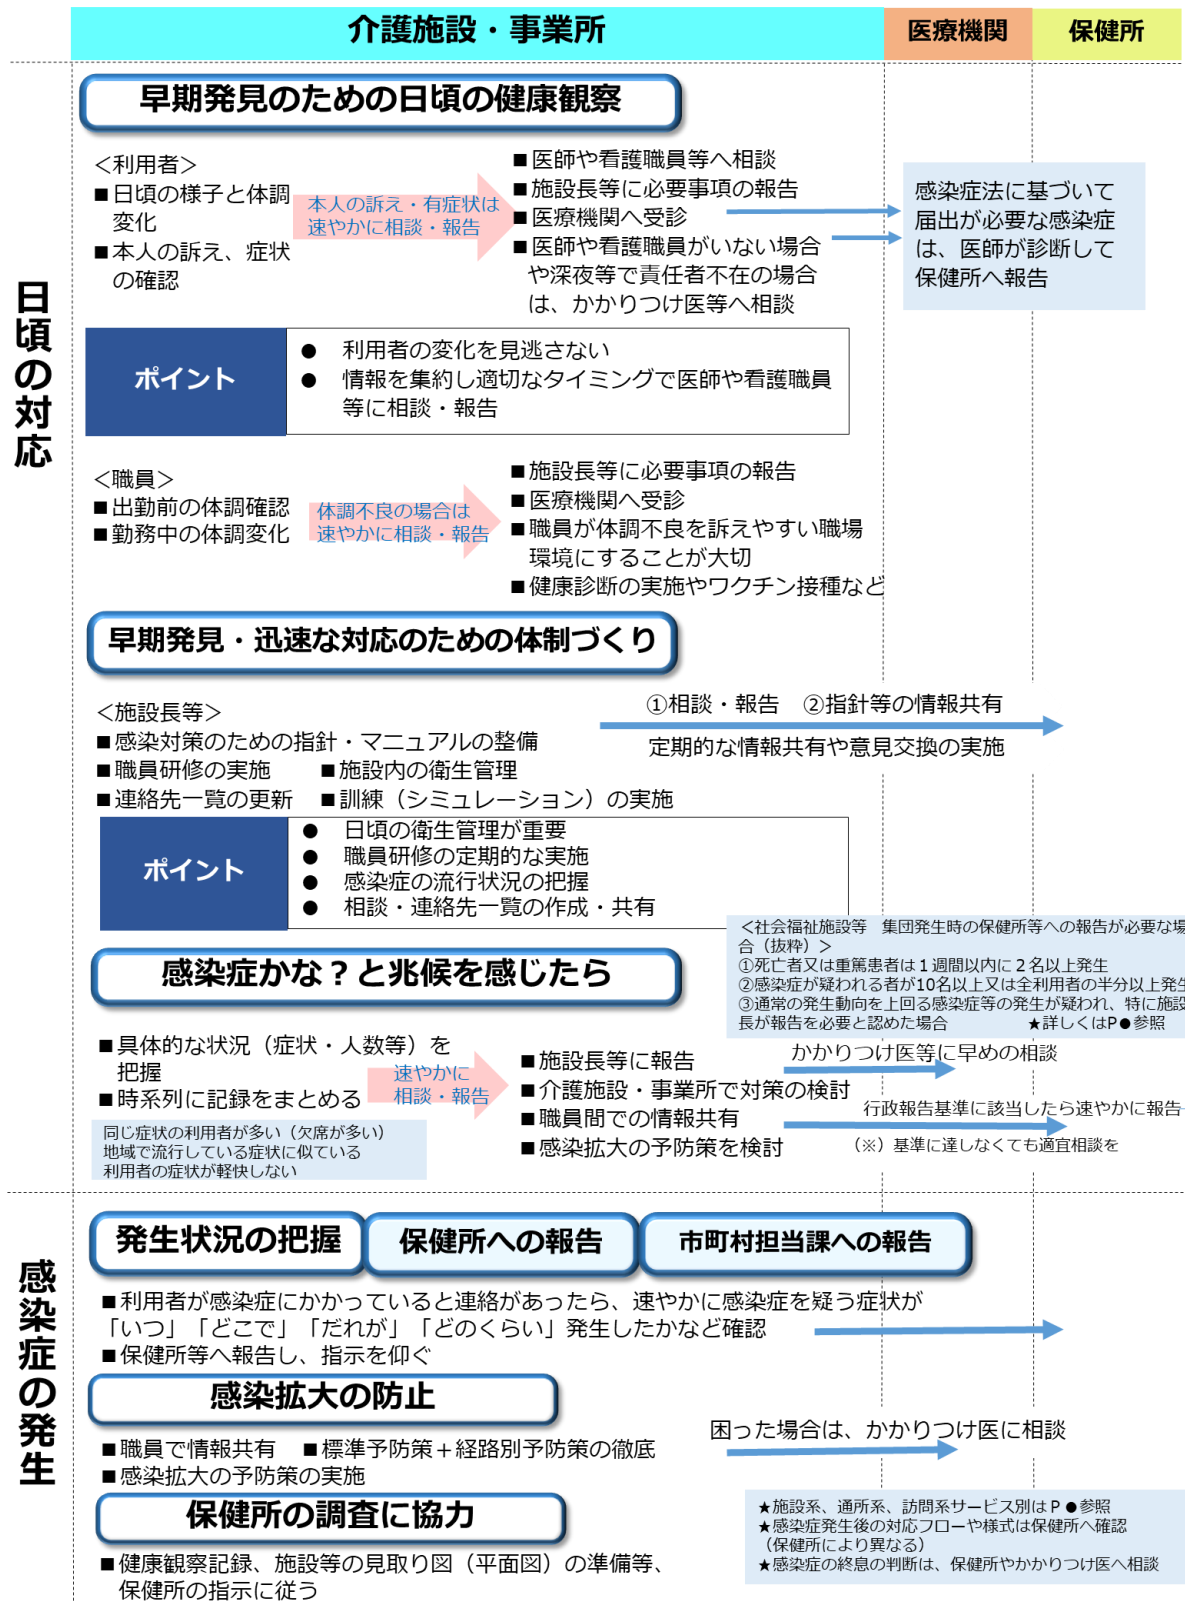 介護施設・事業所
医療機関
保健所
日頃の対応
早期発見のための日頃の健康観察
＜利用者＞
■日頃の様子と体調
変化
■本人の訴え、症状
の確認
本人の訴え・有症状は
速やかに相談・報告
■医師や看護職員等へ相談
■施設長等に必要事項の報告
■医療機関へ受診
■医師や看護職員がいない場合
や深夜等で責任者不在の場合
は、かかりつけ医等へ相談
感染症法に基づいて
届出が必要な感染症
は、医師が診断して
保健所へ報告
ポイント
● 利用者の変化を見逃さない
● 情報を集約し適切なタイミングで医師や看護職員
等に相談・報告
＜職員＞
■出勤前の体調確認
■勤務中の体調変化
体調不良の場合は
速やかに相談・報告
■施設長等に必要事項の報告
■医療機関へ受診
■職員が体調不良を訴えやすい職場
環境にすることが大切
■健康診断の実施やワクチン接種など
早期発見・迅速な対応のための体制づくり
＜施設長等＞
■感染対策のための指針・マニュアルの整備
■職員研修の実施 ■施設内の衛生管理
■連絡先一覧の更新 ■訓練（シミュレーション）の実施
①相談・報告 ②指針等の情報共有
定期的な情報共有や意見交換の実施
ポイント
● 日頃の衛生管理が重要
● 職員研修の定期的な実施
● 感染症の流行状況の把握
● 相談・連絡先一覧の作成・共有
＜社会福祉施設等 集団発生時の保健所等への報告が必要な場
合（抜粋）＞
①死亡者又は重篤患者は１週間以内に２名以上発生
②感染症が疑われる者が10名以上又は全利用者の半分以上発生
③通常の発生動向を上回る感染症等の発生が疑われ、特に施設
長が報告を必要と認めた場合 ★詳しくはP●参照
感染症かな？と兆候を感じたら
■具体的な状況（症状・人数等）を
把握
■時系列に記録をまとめる
速やかに
相談・報告
■施設長等に報告
■介護施設・事業所で対策の検討
■職員間での情報共有
■感染拡大の予防策を検討
かかりつけ医等に早めの相談
行政報告基準に該当したら速やかに報告
（※）基準に達しなくても適宜相談を
同じ症状の利用者が多い（欠席が多い）
地域で流行している症状に似ている
利用者の症状が軽快しない
感染症の発生
発生状況の把握
保健所への報告
市町村担当課への報告
■利用者が感染症にかかっていると連絡があったら、速やかに感染症を疑う症状が
「いつ」「どこで」「だれが」「どのくらい」発生したかなど確認
■保健所等へ報告し、指示を仰ぐ
感染拡大の防止
■職員で情報共有 ■標準予防策＋経路別予防策の徹底
■感染拡大の予防策の実施
困った場合は、かかりつけ医に相談
保健所の調査に協力
■健康観察記録、施設等の見取り図（平面図）の準備等、
保健所の指示に従う
★施設系、通所系、訪問系サービス別はＰ●参照
★感染症発生後の対応フローや様式は保健所へ確認
（保健所により異なる）
★感染症の終息の判断は、保健所やかかりつけ医へ相談